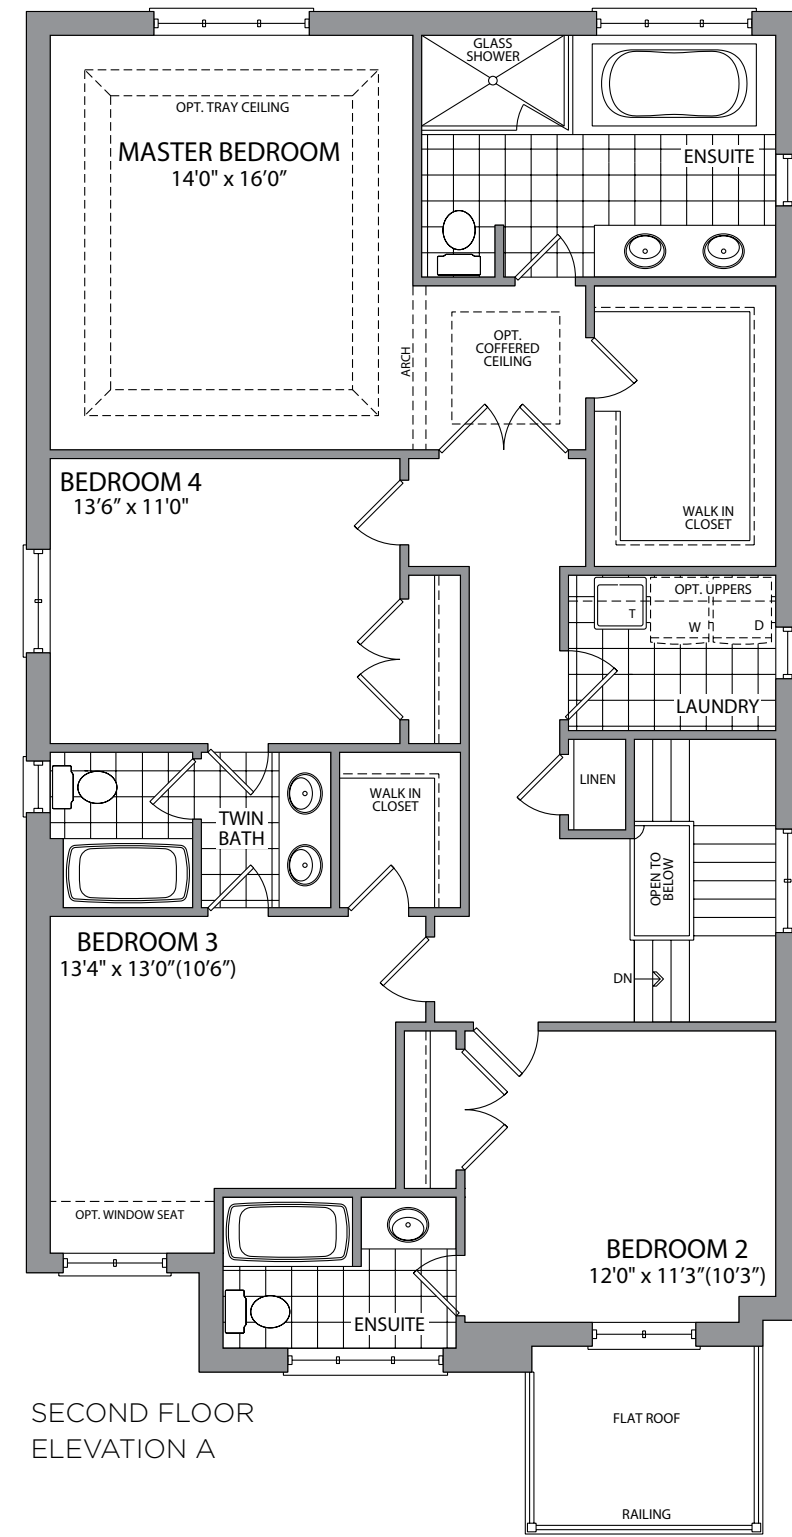 GLASS
SHOWER
OPT. TRAY CEILING
MASTER BEDROOM
14'0" x 16'0"
ENSUITE
OPT.
COFFERED
CEILING
ARCH
BEDROOM 4
13'6" x 11'0"
WALK IN
CLOSET
OPT. UPPERS
T
W
D
LAUNDRY
LINEN
WALK IN
CLOSET
TWIN
BATH
OPEN TO
BELOW
BEDROOM 3
13'4" x 13'0"(10'6")
DN
OPT. WINDOW SEAT
BEDROOM 2
12'0" x 11'3"(10'3")
ENSUITE
SECOND FLOOR
ELEVATION A
FLAT ROOF
RAILING